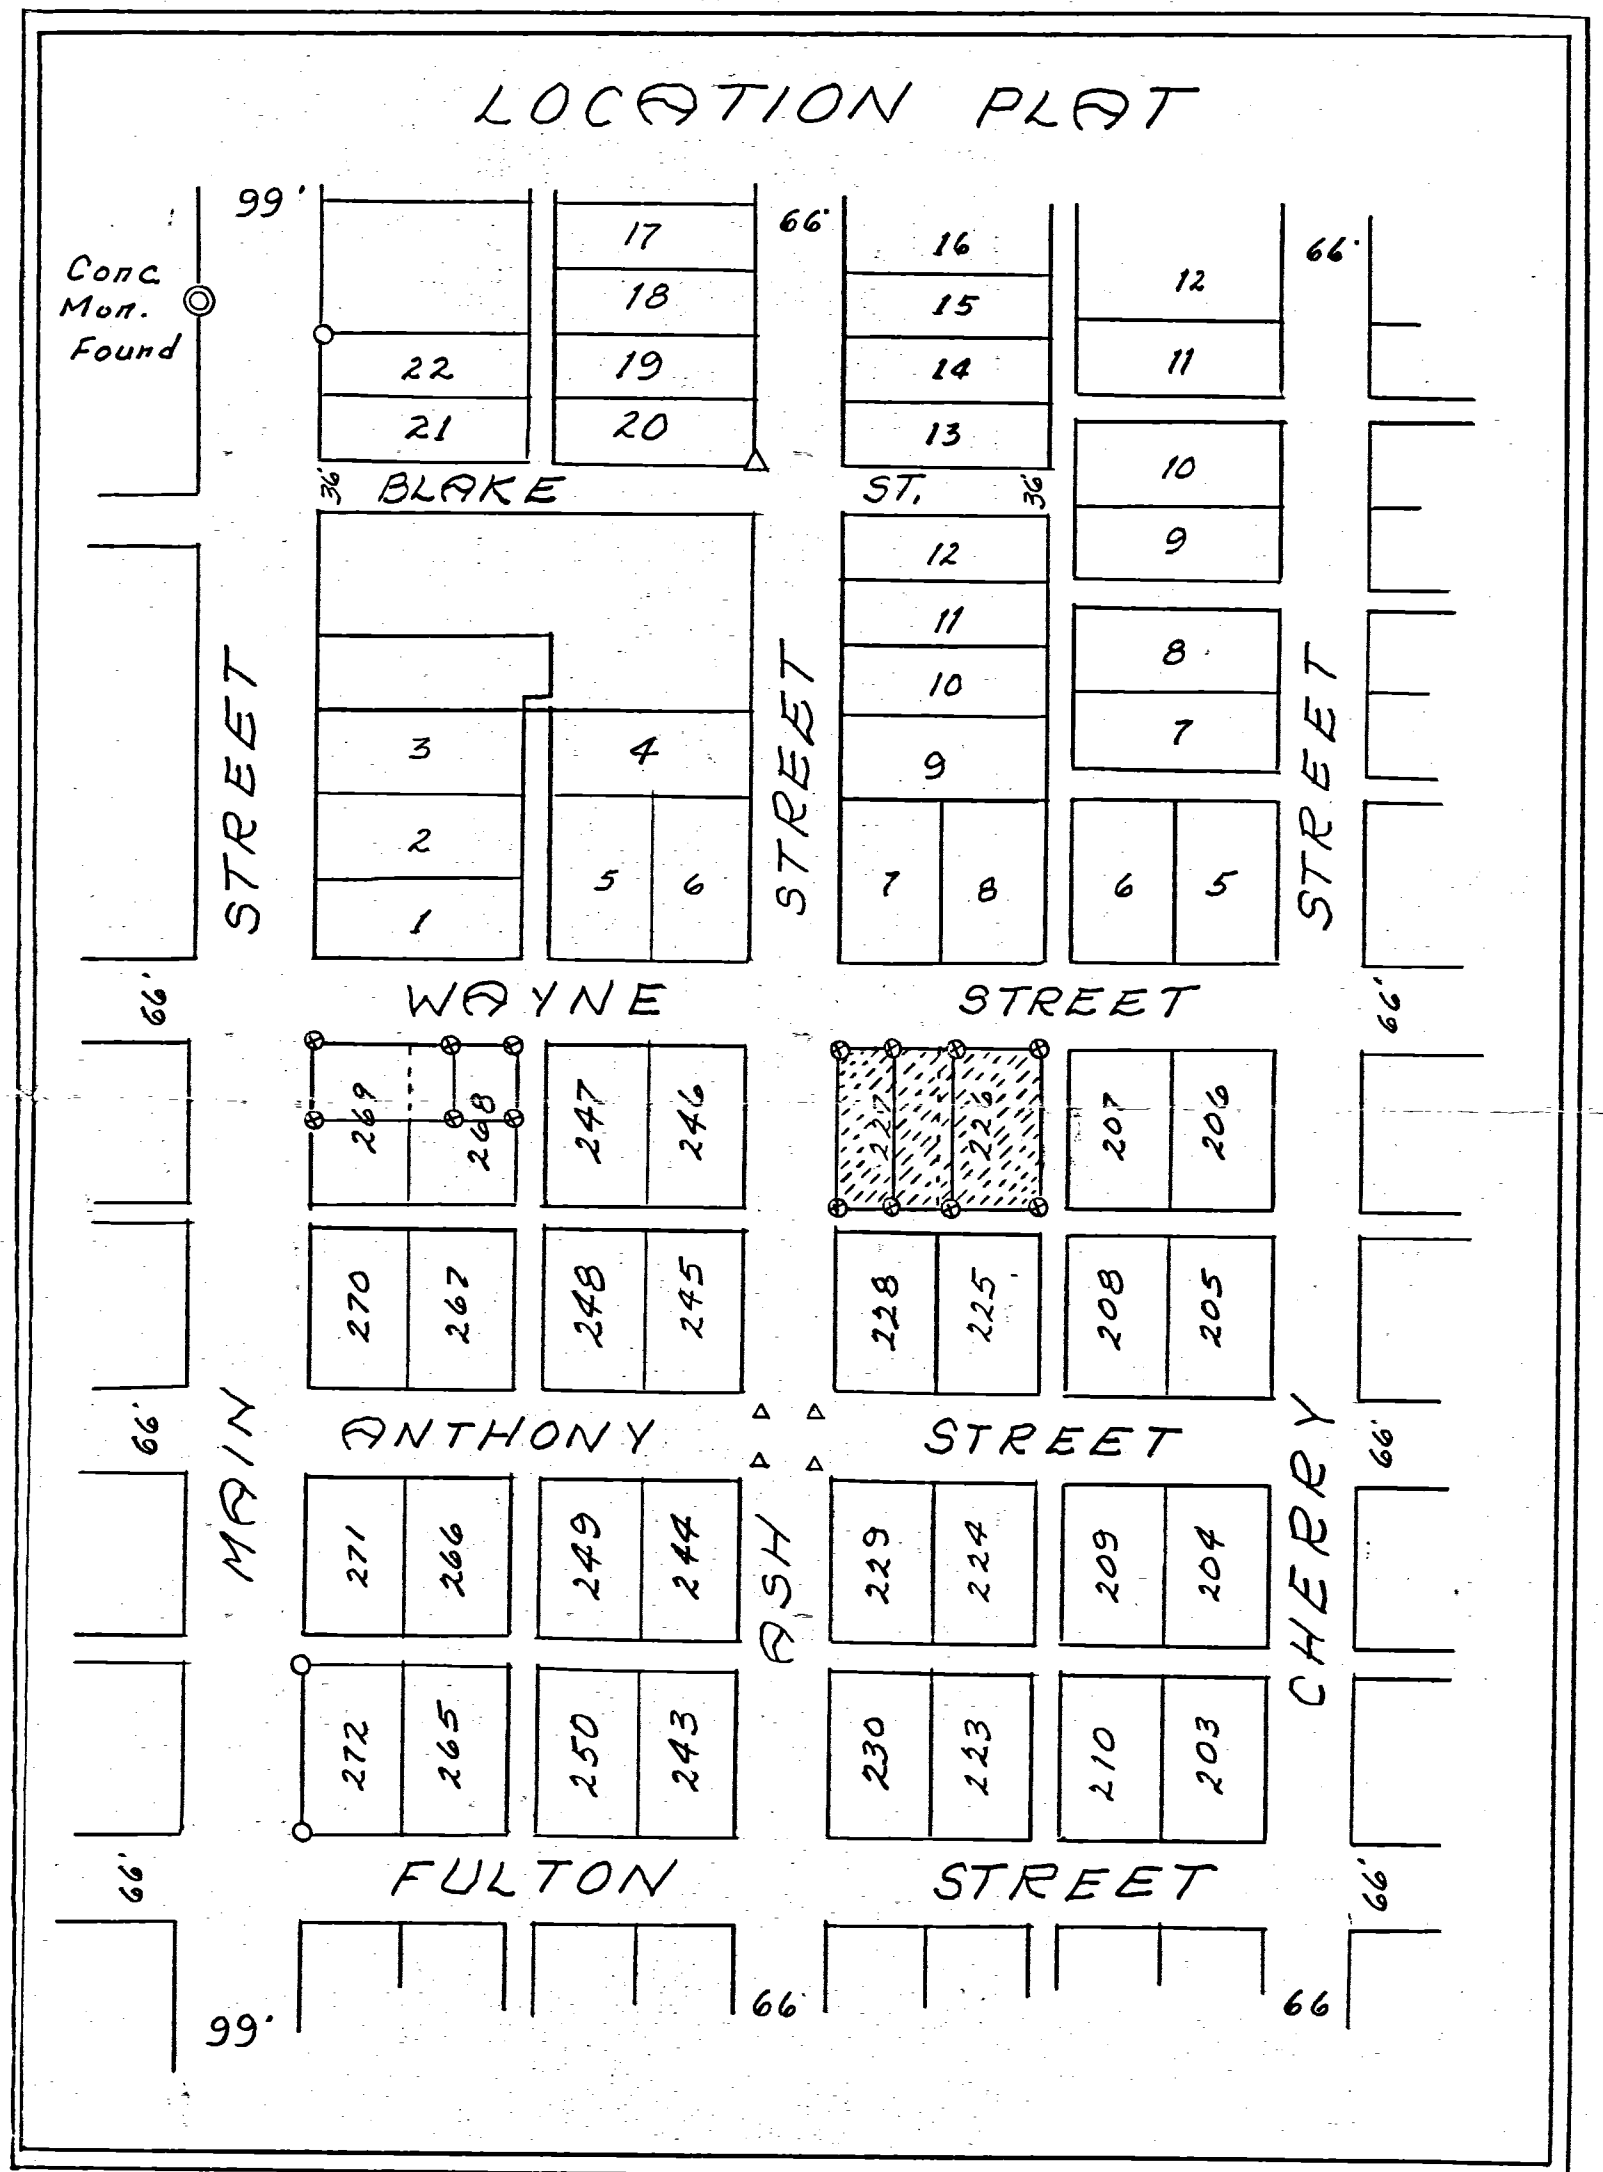 LOCATION PLAT
99' 66' 66'
Conc.
Mon.
Found
17 16
18 15 12
22 19 14 11
21 20 13
36' BLAKE ST. 36'
10
12 9
11
10 8
3 4 9 7
2
1 5 6 7 8 6 5
STREET STREET STREET
66' WAYNE STREET 66'
269 268 247 246 227 226 207 206
270 267 248 245 228 225 208 205
66' ANTHONY STREET 66'
MAIN ASH CHERRY
271 266 249 244 229 224 209 204
272 265 250 243 230 223 210 203
66' FULTON STREET 66'
99' 66' 66